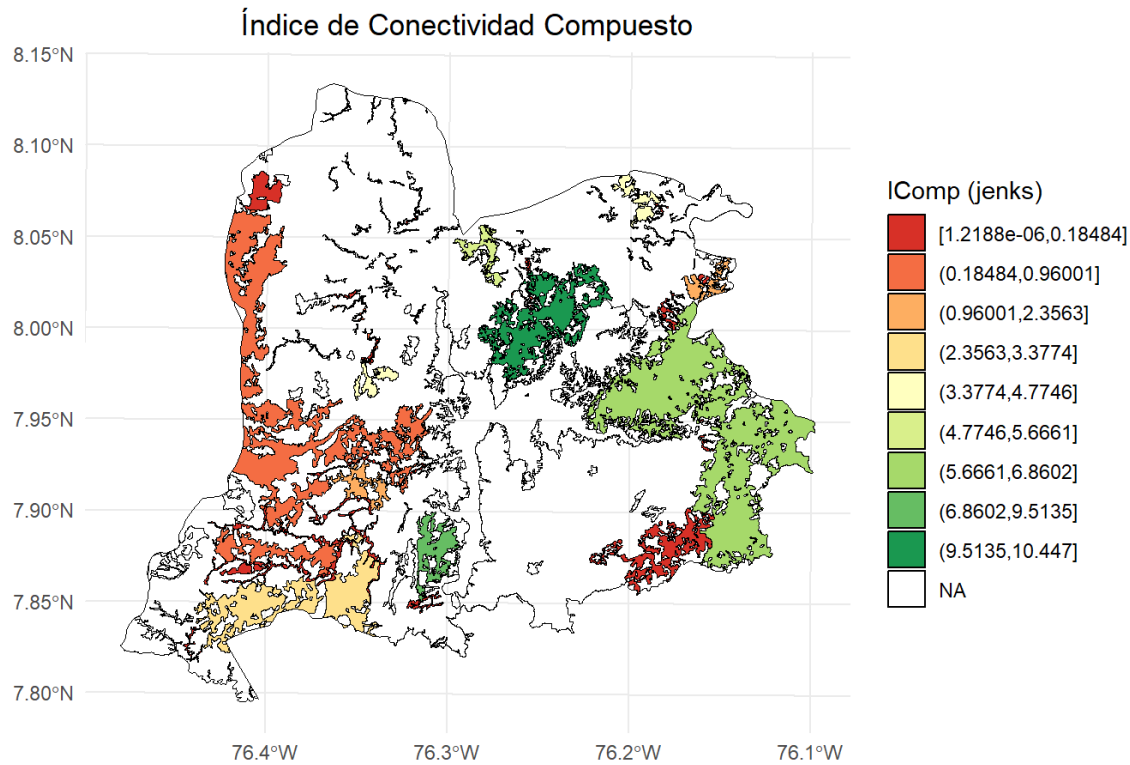 Índice de Conectividad Compuesto
8.15°N
8.10°N
8.05°N
8.00°N
7.95°N
7.90°N
7.85°N
7.80°N
76.4°W
76.3°W
76.2°W
76.1°W
IComp (jenks)
[1.2188e-06,0.18484]
(0.18484,0.96001]
(0.96001,2.3563]
(2.3563,3.3774]
(3.3774,4.7746]
(4.7746,5.6661]
(5.6661,6.8602]
(6.8602,9.5135]
(9.5135,10.447]
NA